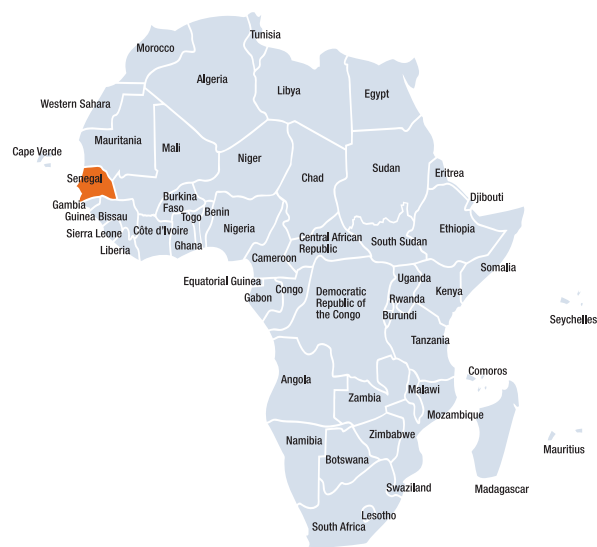 Tunisia
Morocco
Algeria
Libya
Egypt
Western Sahara
Mauritania
Mali
Cape Verde
Niger
Chad
Sudan
Eritrea
Senegal
Djibouti
Gambia
Burkina
Faso
Benin
Guinea Bissau
Togo
Nigeria
Ethiopia
Sierra Leone
Côte d'Ivoire
Ghana
Central African
Republic
South Sudan
Liberia
Cameroon
Somalia
Equatorial Guinea
Uganda
Congo
Democratic
Republic of
the Congo
Kenya
Gabon
Rwanda
Burundi
Seychelles
Tanzania
Comoros
Angola
Malawi
Zambia
Mozambique
Zimbabwe
Namibia
Mauritius
Botswana
Swaziland
Madagascar
Lesotho
South Africa